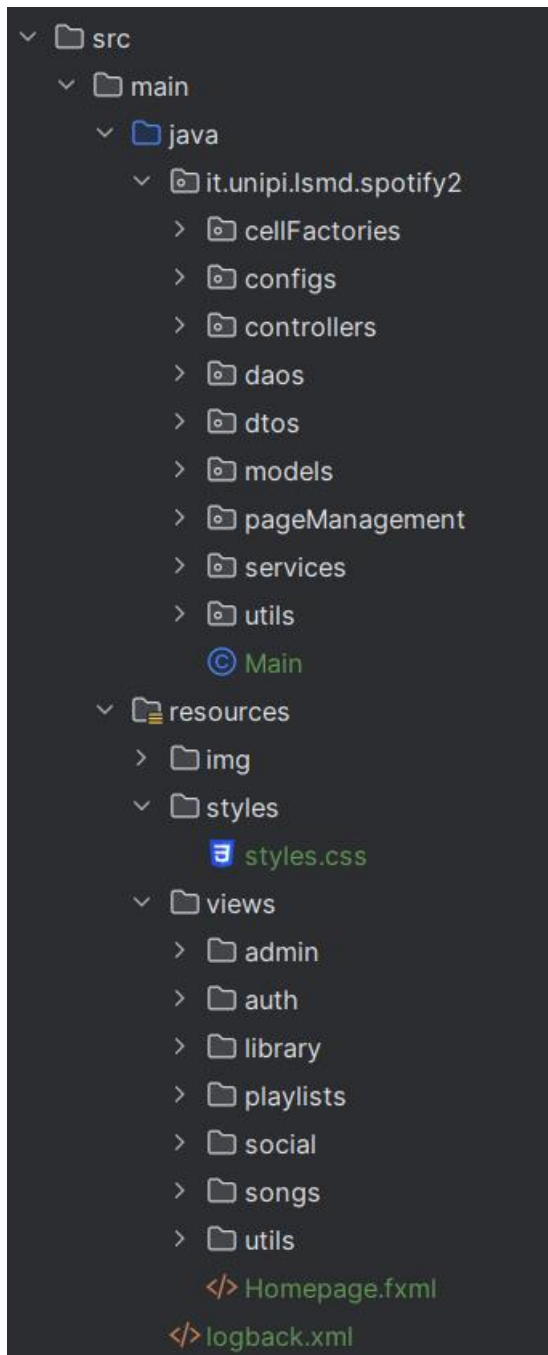 src
main
java
it.unipi.lsmd.spotify2
cellFactories
configs
controllers
daos
dtos
models
pageManagement
services
utils
Main
resources
img
styles
styles.css
views
admin
auth
library
playlists
social
songs
utils
Homepage.fxml
logback.xml